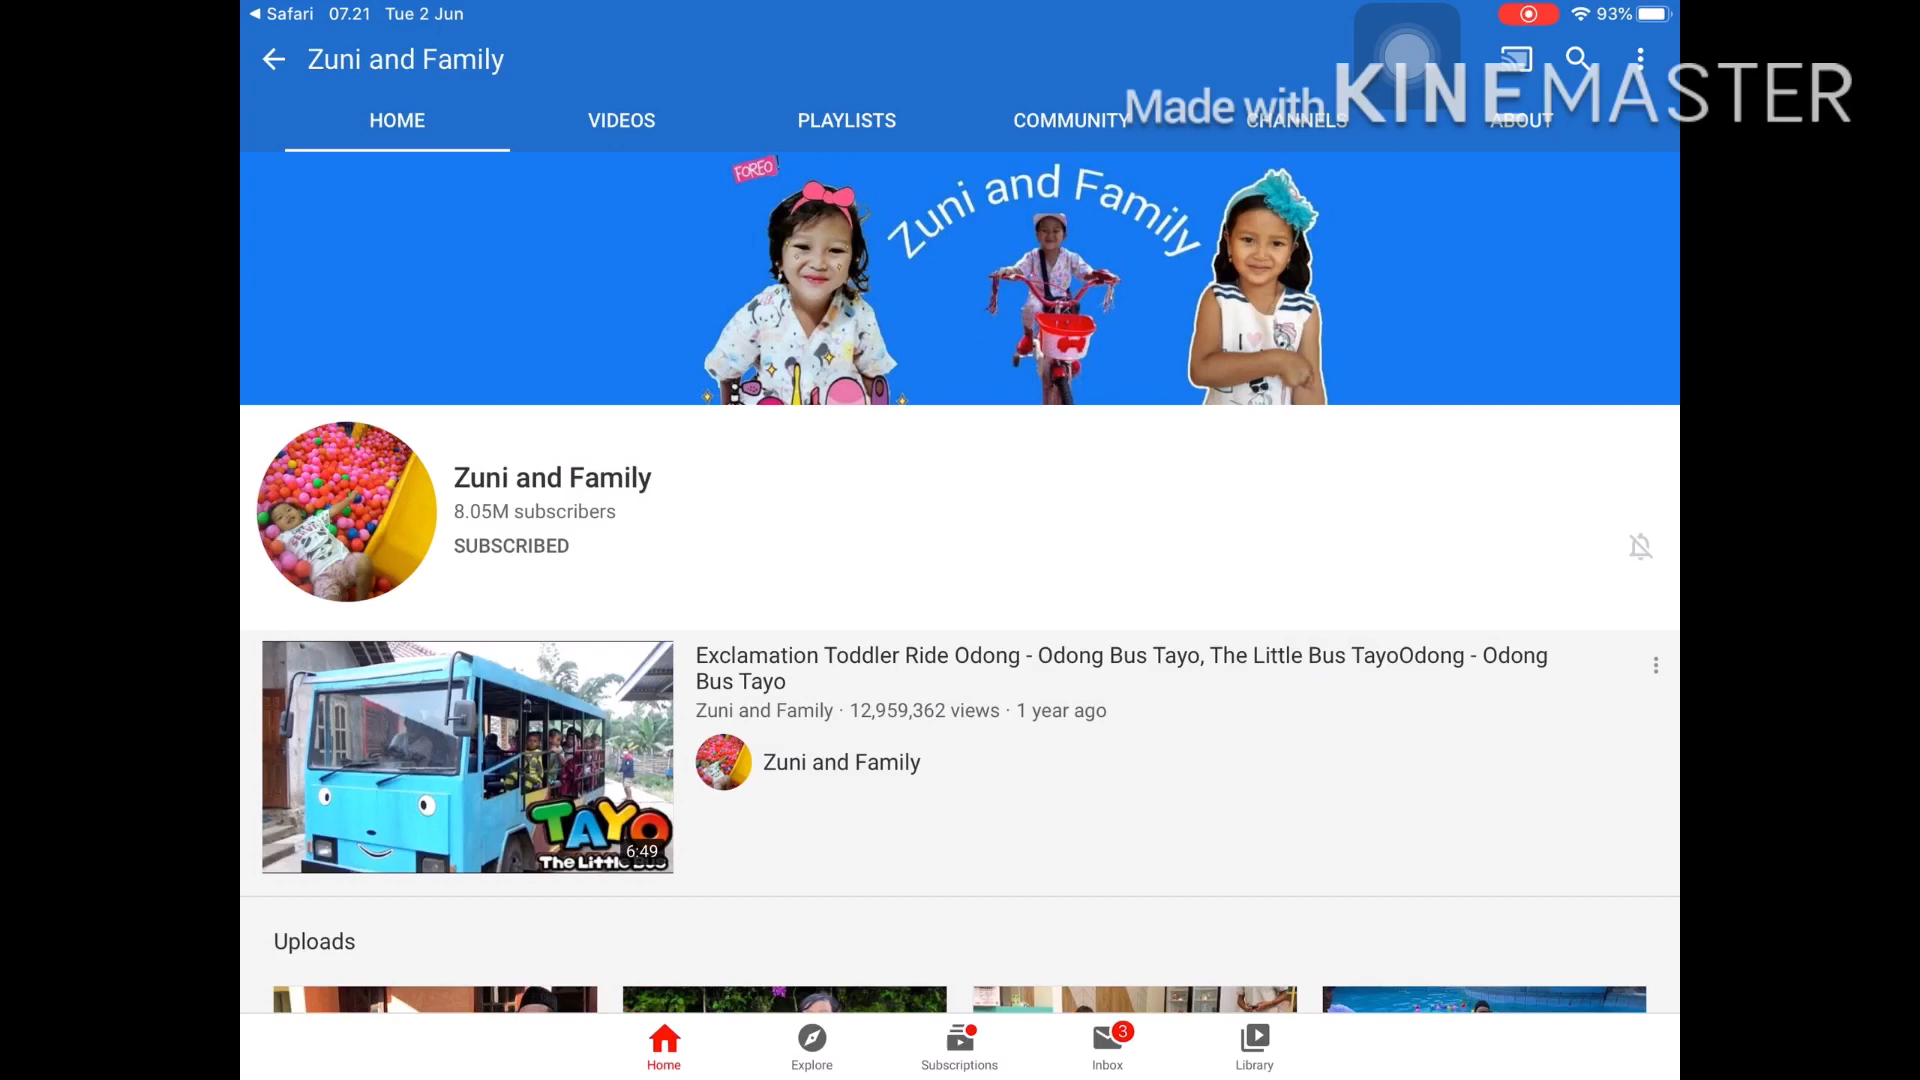 Safari 07.21 Tue 2 Jun 93%
Zuni and Family
Made with KINEMASTER
HOME VIDEOS PLAYLISTS COMMUNITY CHANNELS ABOUT
FOREO
Zuni and Family
I
Zuni and Family
8.05M subscribers
SUBSCRIBED
Exclamation Toddler Ride Odong - Odong Bus Tayo, The Little Bus TayoOdong - Odong
Bus Tayo
Zuni and Family · 12,959,362 views · 1 year ago
Zuni and Family
TAYO
The Little Bus
6:49
Uploads
3
Home Explore Subscriptions Inbox Library